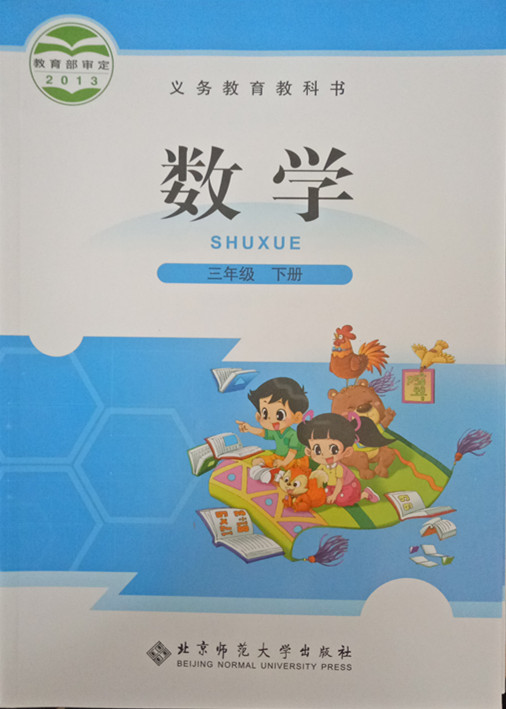 教育部审定
2013
义务教育教科书
数学
SHUXUE
三年级 下册
北京师范大学出版社
BEIJING NORMAL UNIVERSITY PRESS